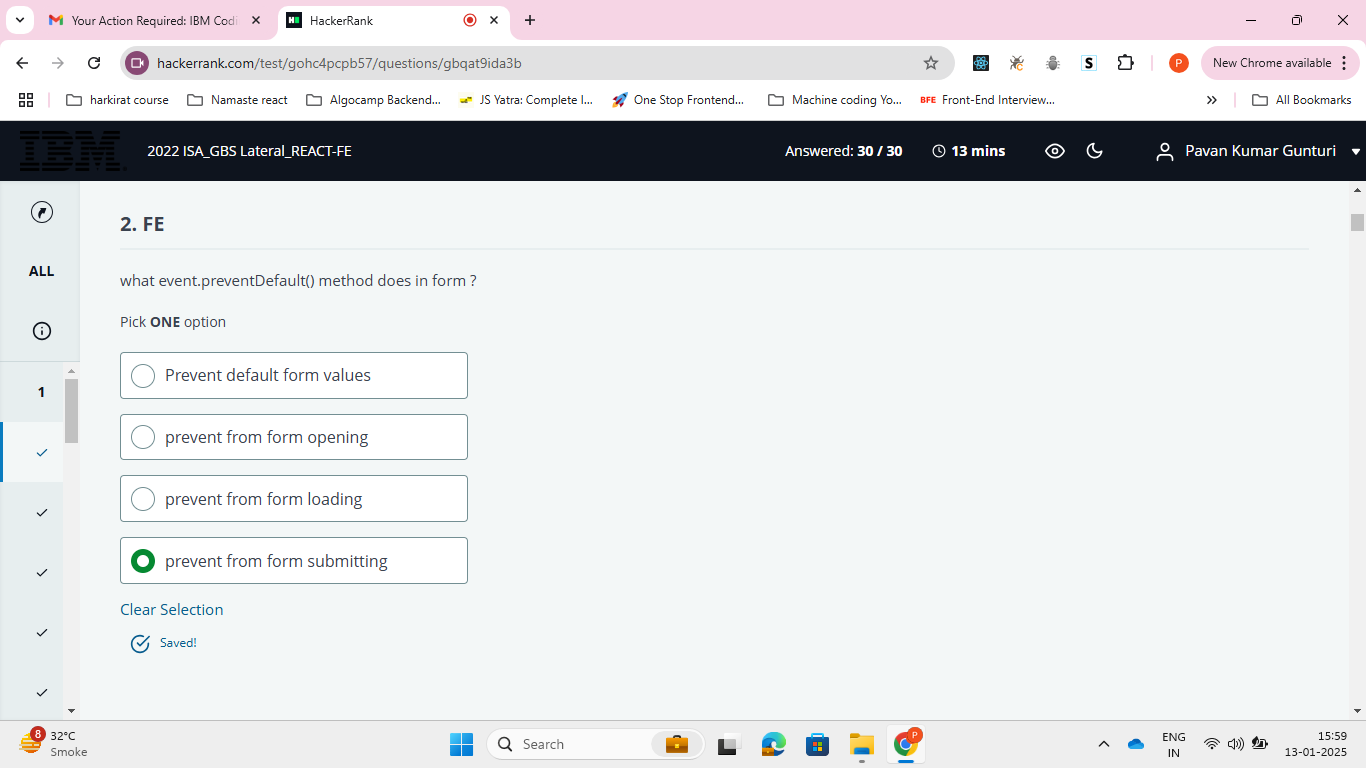 Your Action Required: IBM Codi
HackerRank
hackerrank.com/test/gohc4pcpb57/questions/gbqat9ida3b
S
P
New Chrome available
harkirat course
Namaste react
Algocamp Backend...
JS Yatra: Complete I...
One Stop Frontend...
Machine coding Yo...
BFE Front-End Interview...
All Bookmarks
IBM
2022 ISA_GBS Lateral_REACT-FE
Answered: 30 / 30
13 mins
Pavan Kumar Gunturi
ALL
1
2. FE
what event.preventDefault() method does in form ?
Pick ONE option
Prevent default form values
prevent from form opening
prevent from form loading
prevent from form submitting
Clear Selection
Saved!
8
32°C
Smoke
Search
P
ENG
IN
15:59
13-01-2025